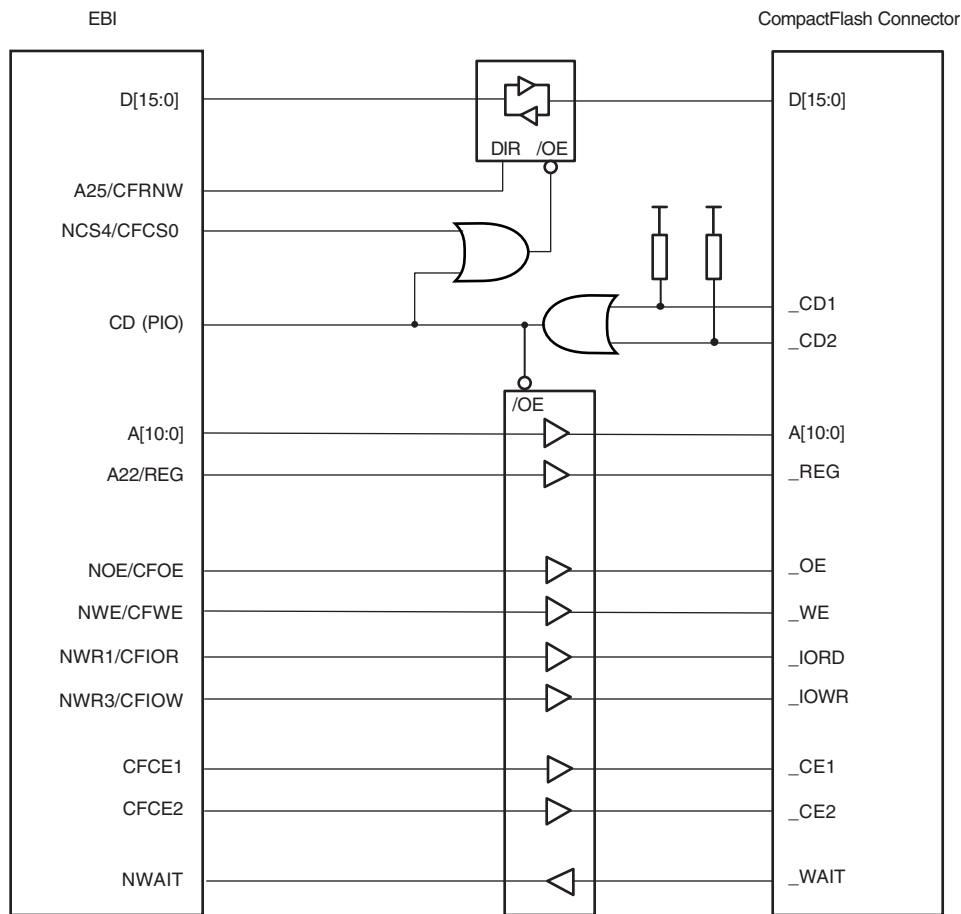 EBI CompactFlash Connector
D[15:0] D[15:0]
DIR /OE
A25/CFRNW
NCS4/CFCS0
_CD1
CD (PIO)
_CD2
/OE
A[10:0] A[10:0]
A22/REG _REG
NOE/CFOE _OE
NWE/CFWE _WE
NWR1/CFIOR _IORD
NWR3/CFIOW _IOWR
CFCE1 _CE1
CFCE2 _CE2
NWAIT _WAIT